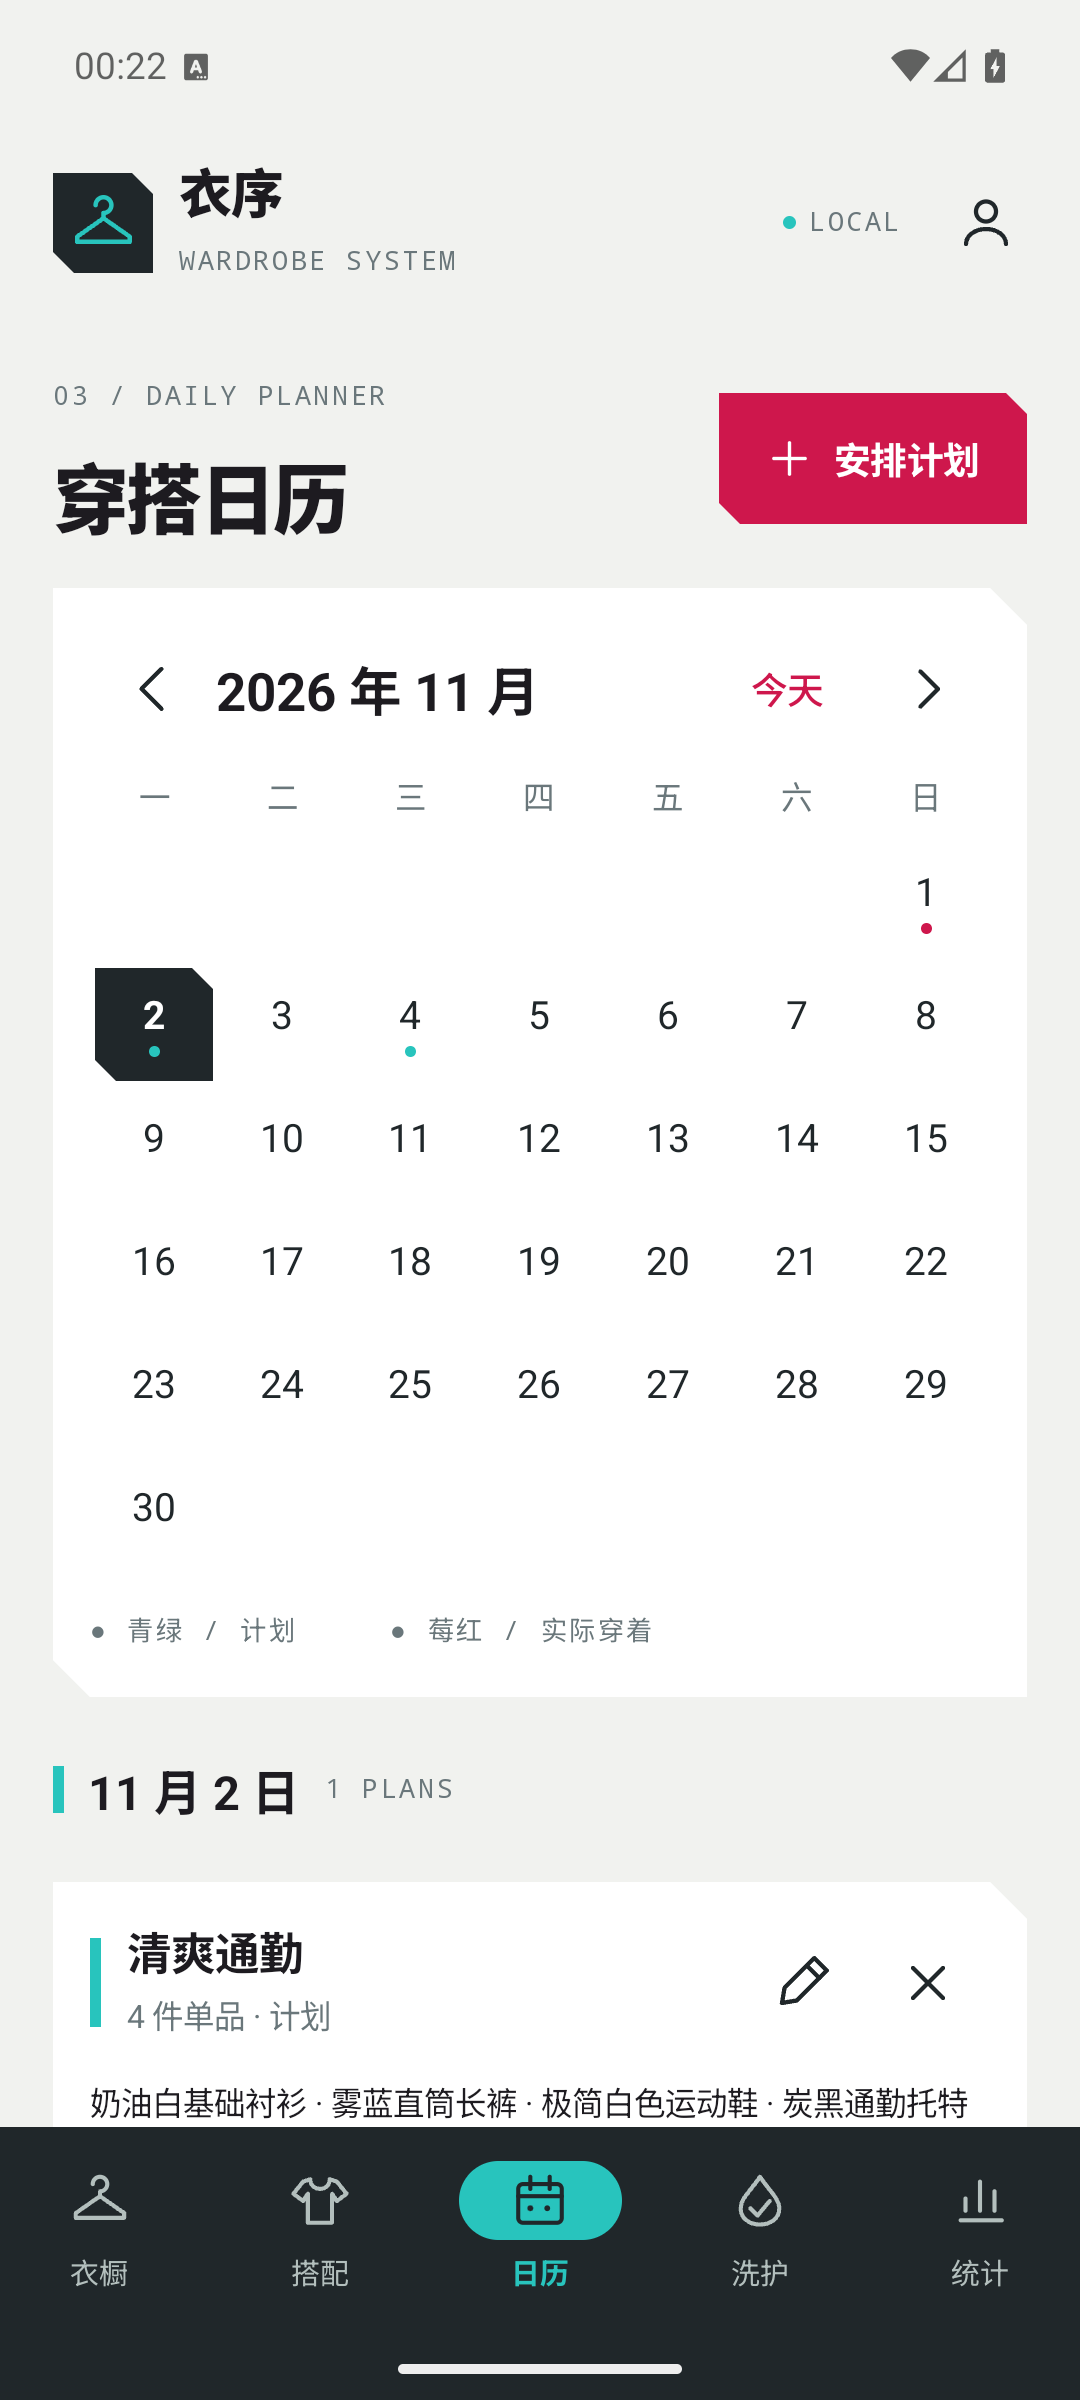 00:22
衣序
WARDROBE SYSTEM
LOCAL
03 / DAILY PLANNER
穿搭日历
安排计划
2026 年 11 月
今天
一 二 三 四 五 六 日
1
2 3 4 5 6 7 8
9 10 11 12 13 14 15
16 17 18 19 20 21 22
23 24 25 26 27 28 29
30
青绿 / 计划
莓红 / 实际穿着
11 月 2 日
1 PLANS
清爽通勤
4 件单品 · 计划
奶油白基础衬衫 · 雾蓝直筒长裤 · 极简白色运动鞋 · 炭黑通勤托特
衣橱 搭配 日历 洗护 统计